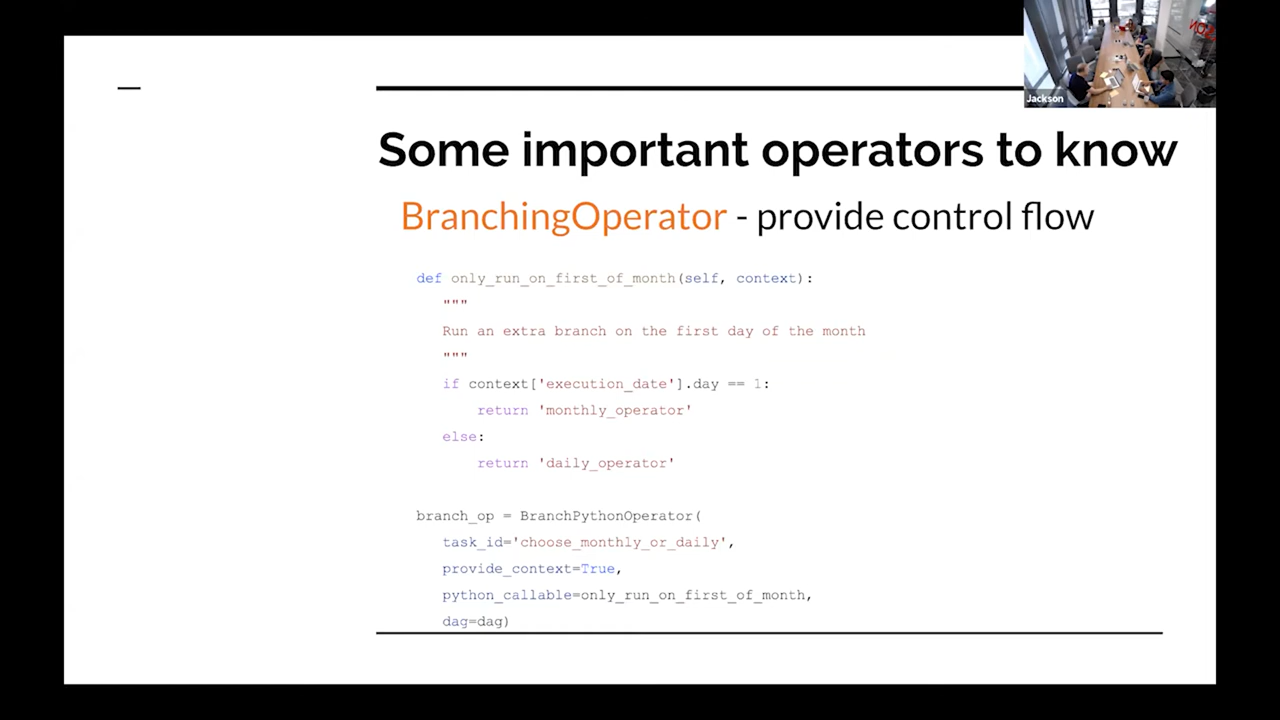 Some important operators to know
BranchingOperator - provide control flow
def only_run_on_first_of_month(self, context):
"""
Run an extra branch on the first day of the month
"""
if context['execution_date'].day == 1:
return 'monthly_operator'
else:
return 'daily_operator'
branch_op = BranchPythonOperator(
task_id='choose_monthly_or_daily',
provide_context=True,
python_callable=only_run_on_first_of_month,
dag=dag)
Jackson